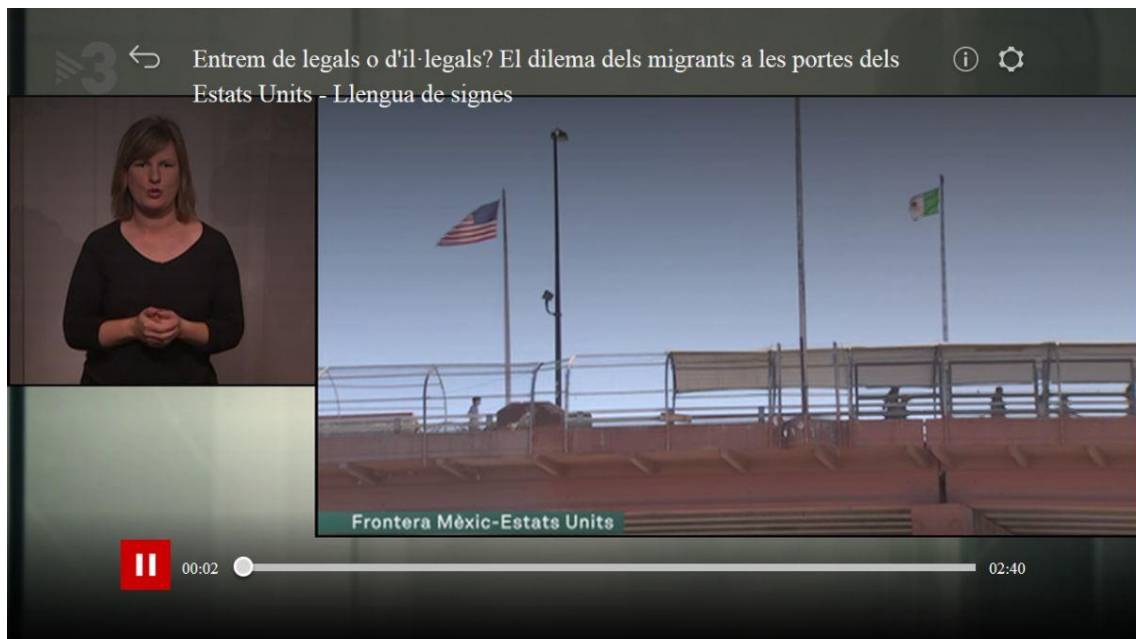 3
Entrem de legals o d'il·legals? El dilema dels migrants a les portes dels
Estats Units - Llengua de signes
Frontera Mèxic-Estats Units
00:02
02:40